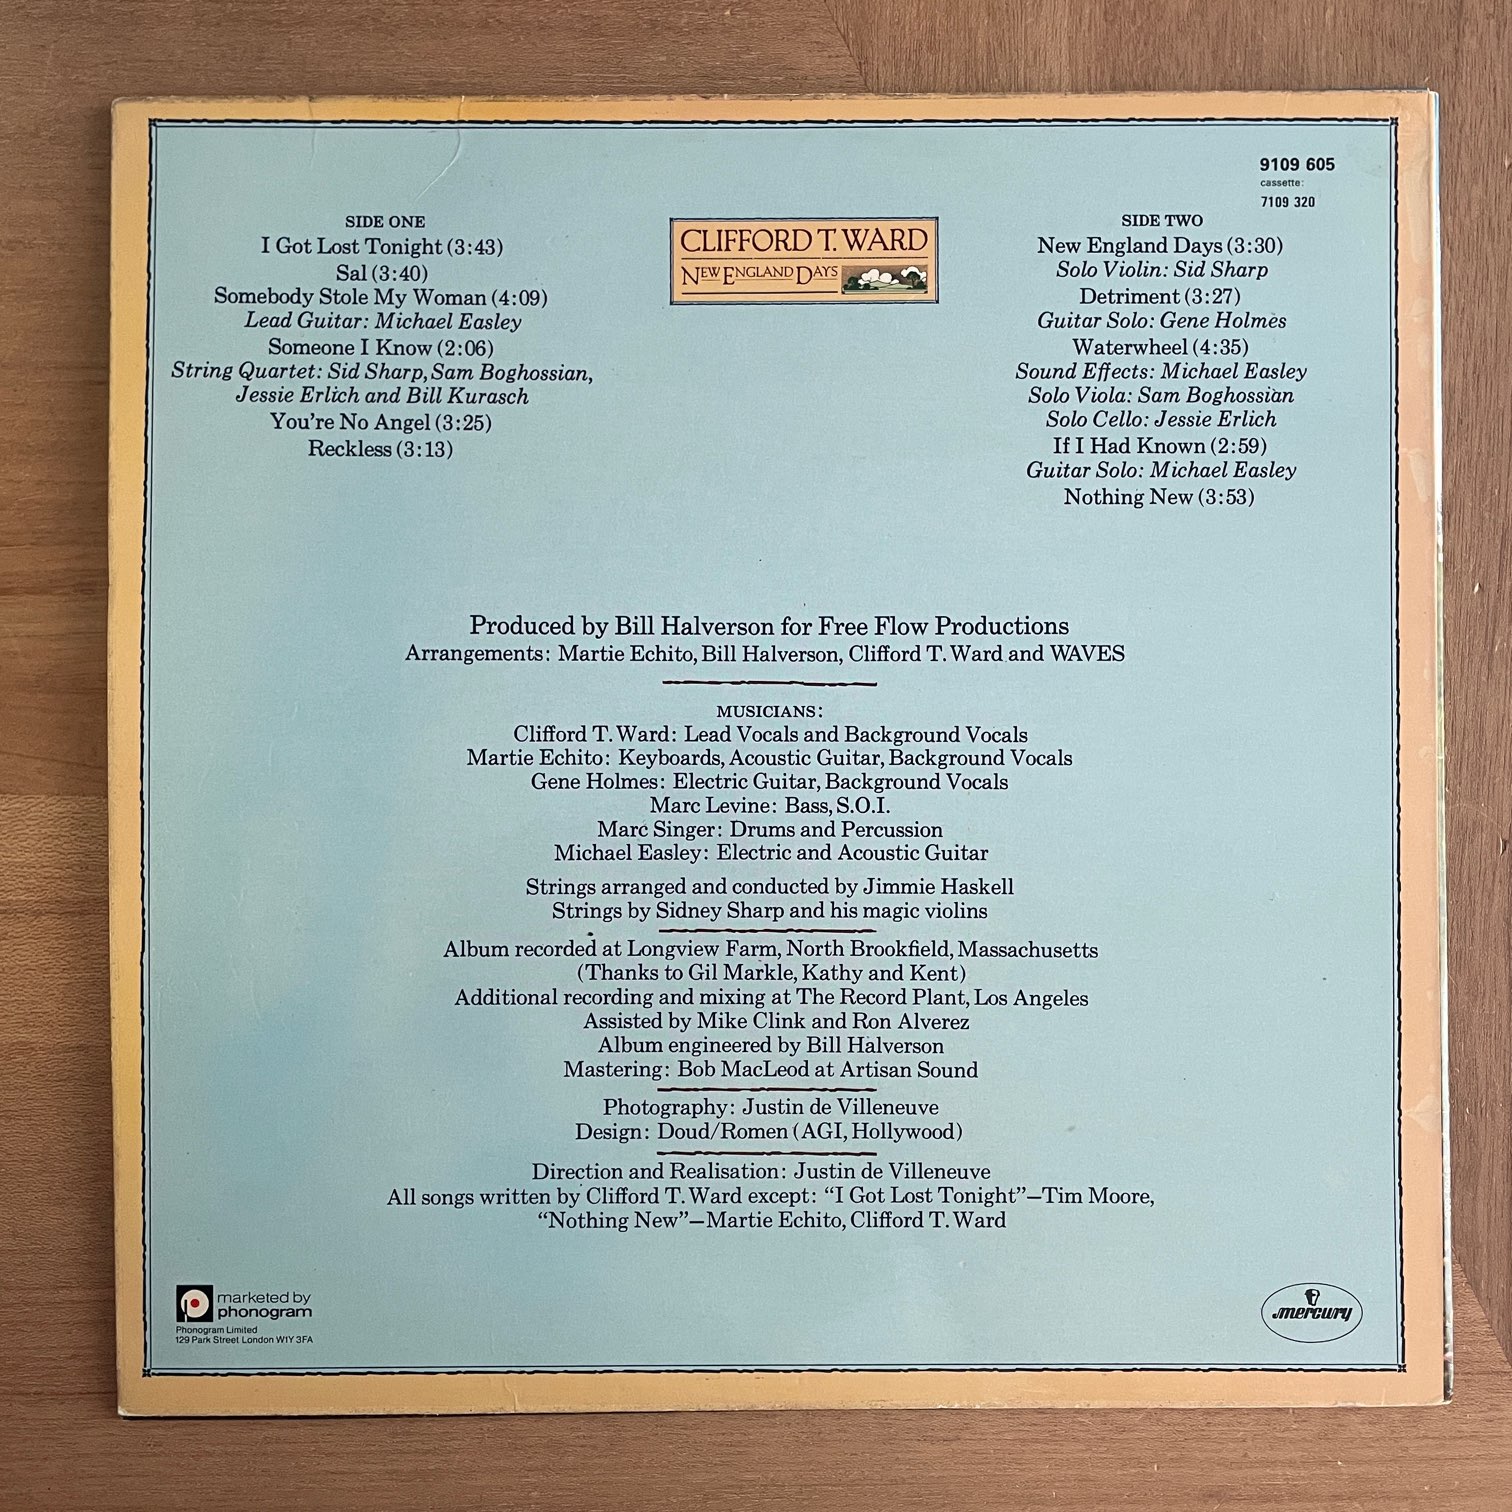 9109 605
cassette:
7109 320
CLIFFORD T. WARD
NEW ENGLAND DAYS
SIDE ONE
I Got Lost Tonight (3:43)
Sal (3:40)
Somebody Stole My Woman (4:09)
Lead Guitar: Michael Easley
Someone I Know (2:06)
String Quartet: Sid Sharp, Sam Boghossian,
Jessie Erlich and Bill Kurasch
You're No Angel (3:25)
Reckless (3:13)
SIDE TWO
New England Days (3:30)
Solo Violin: Sid Sharp
Detriment (3:27)
Guitar Solo: Gene Holmes
Waterwheel (4:35)
Sound Effects: Michael Easley
Solo Viola: Sam Boghossian
Solo Cello: Jessie Erlich
If I Had Known (2:59)
Guitar Solo: Michael Easley
Nothing New (3:53)
Produced by Bill Halverson for Free Flow Productions
Arrangements: Martie Echito, Bill Halverson, Clifford T. Ward and WAVES
MUSICIANS:
Clifford T. Ward: Lead Vocals and Background Vocals
Martie Echito: Keyboards, Acoustic Guitar, Background Vocals
Gene Holmes: Electric Guitar, Background Vocals
Marc Levine: Bass, S.O.I.
Marc Singer: Drums and Percussion
Michael Easley: Electric and Acoustic Guitar
Strings arranged and conducted by Jimmie Haskell
Strings by Sidney Sharp and his magic violins
Album recorded at Longview Farm, North Brookfield, Massachusetts
(Thanks to Gil Markle, Kathy and Kent)
Additional recording and mixing at The Record Plant, Los Angeles
Assisted by Mike Clink and Ron Alverez
Album engineered by Bill Halverson
Mastering: Bob MacLeod at Artisan Sound
Photography: Justin de Villeneuve
Design: Doud/Romen (AGI, Hollywood)
Direction and Realisation: Justin de Villeneuve
All songs written by Clifford T. Ward except: “I Got Lost Tonight”—Tim Moore,
“Nothing New”—Martie Echito, Clifford T. Ward
marketed by
phonogram
Phonogram Limited
129 Park Street London W1Y 3FA
mercury